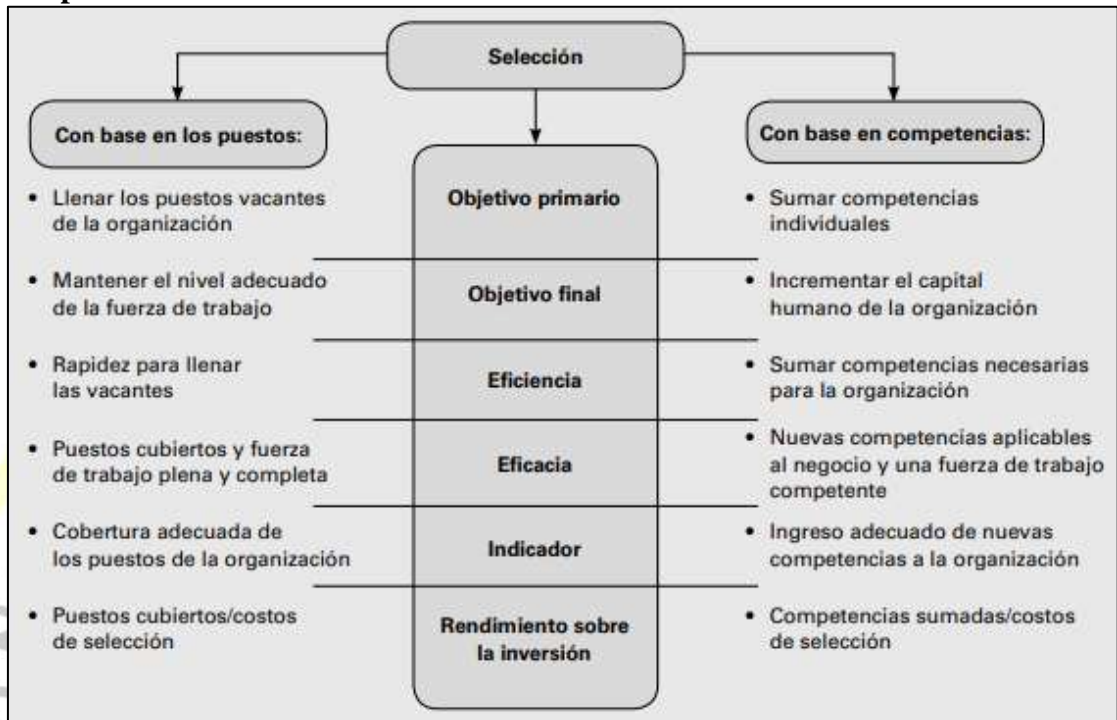 Selección
Con base en los puestos:
Con base en competencias:
• Llenar los puestos vacantes
de la organización
Objetivo primario
• Sumar competencias
individuales
• Mantener el nivel adecuado
de la fuerza de trabajo
Objetivo final
• Incrementar el capital
humano de la organización
• Rapidez para llenar
las vacantes
Eficiencia
• Sumar competencias necesarias
para la organización
• Puestos cubiertos y fuerza
de trabajo plena y completa
Eficacia
• Nuevas competencias aplicables
al negocio y una fuerza de trabajo
competente
• Cobertura adecuada de
los puestos de la organización
Indicador
• Ingreso adecuado de nuevas
competencias a la organización
• Puestos cubiertos/costos
de selección
Rendimiento sobre
la inversión
• Competencias sumadas/costos
de selección